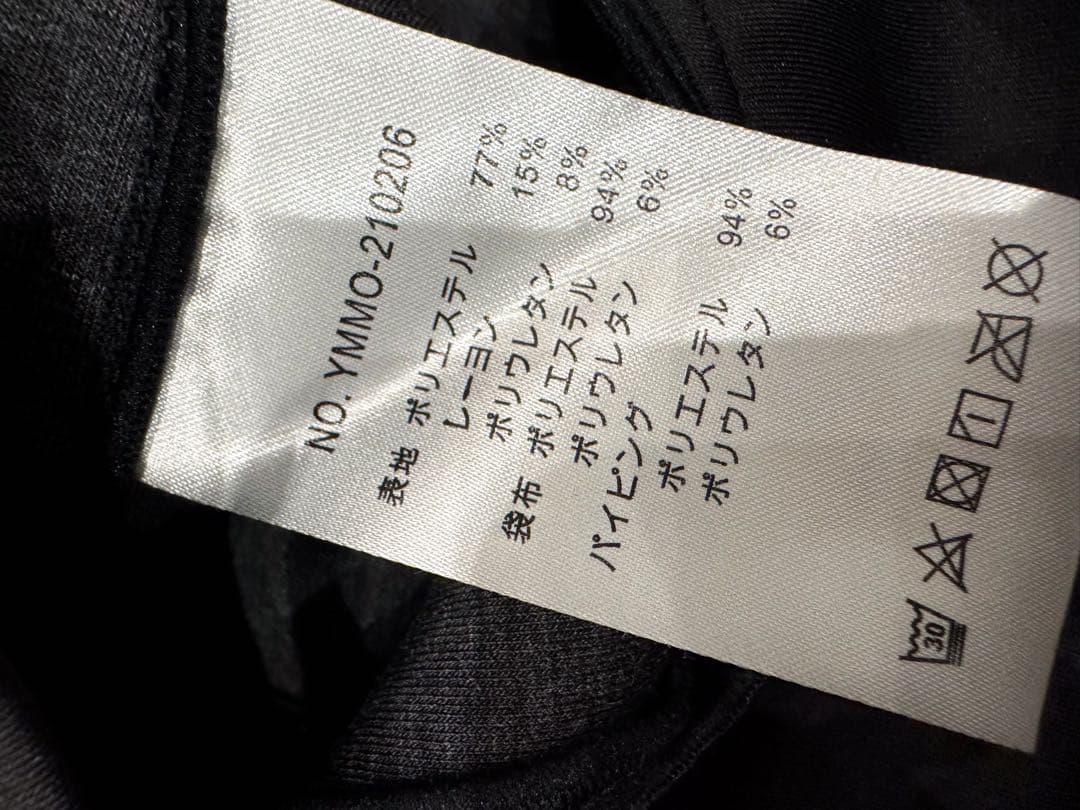 NO. YMMO-210206
表地 ポリエステル 77%
レーヨン 15%
ポリウレタン 8%
袋布 ポリエステル 94%
ポリウレタン 6%
パイピング
ポリエステル 94%
ポリウレタン 6%
30